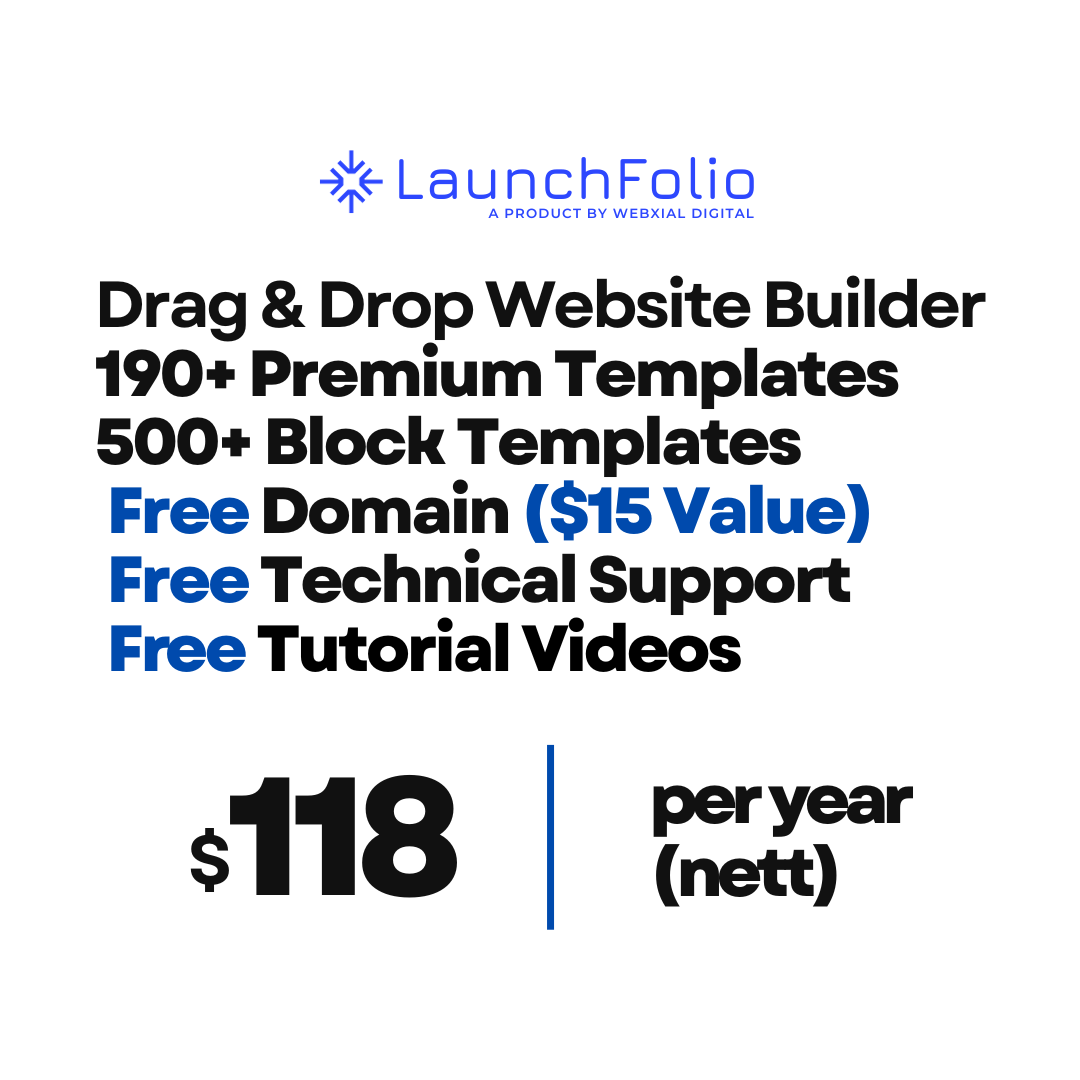 LaunchFolio
A PRODUCT BY WEBXIAL DIGITAL
Drag & Drop Website Builder
190+ Premium Templates
500+ Block Templates
Free Domain ($15 Value)
Free Technical Support
Free Tutorial Videos
$118
per year
(nett)